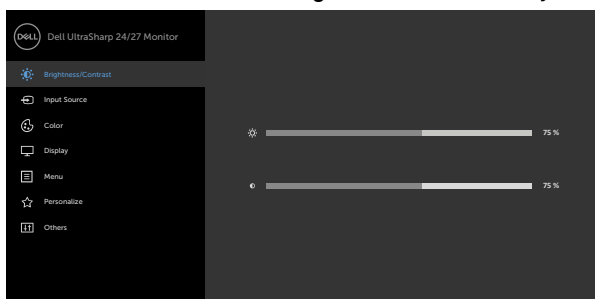 DELL
Dell UltraSharp 24/27 Monitor
Brightness/Contrast
Input Source
Color
75 %
Display
Menu
75 %
Personalize
Others